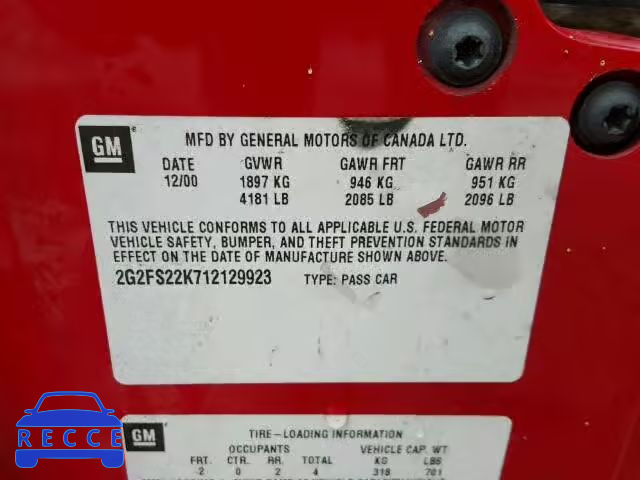 GM
MFD BY GENERAL MOTORS OF CANADA LTD.
DATE GVWR GAWR FRT GAWR RR
12/00 1897 KG 946 KG 951 KG
4181 LB 2085 LB 2096 LB
THIS VEHICLE CONFORMS TO ALL APPLICABLE U.S. FEDERAL MOTOR
VEHICLE SAFETY, BUMPER, AND THEFT PREVENTION STANDARDS IN
EFFECT ON THE DATE OF MANUFACTURE SHOWN ABOVE.
2G2FS22K712129923 TYPE: PASS CAR
GM
TIRE-LOADING INFORMATION
OCCUPANTS VEHICLE CAP. WT
FRT. CTR. RR. TOTAL KG LBS
2 0 2 4 318 701
RECCE